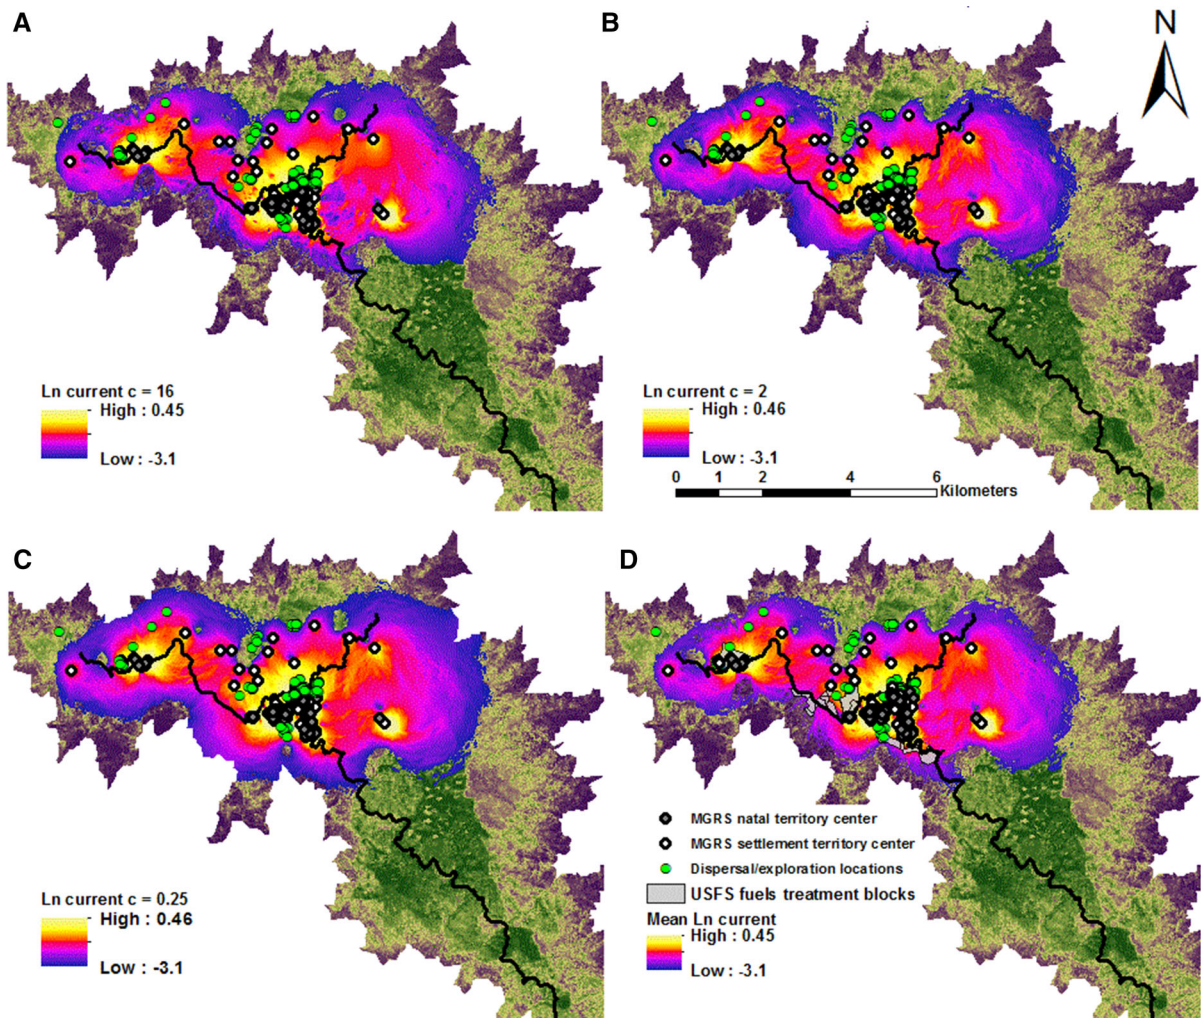 A
B
N
Ln current c = 16
High : 0.45
Low : -3.1
Ln current c = 2
High : 0.46
Low : -3.1
0 1 2 4 6
Kilometers
C
D
Ln current c = 0.25
High : 0.46
Low : -3.1
MGRS natal territory center
MGRS settlement territory center
Dispersal/exploration locations
USFS fuels treatment blocks
Mean Ln current
High : 0.45
Low : -3.1